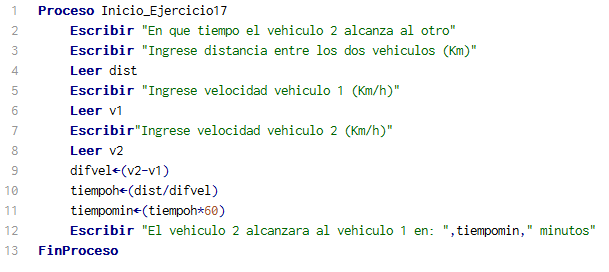 1 Proceso Inicio_Ejercicio17
2 Escribir "En que tiempo el vehiculo 2 alcanza al otro"
3 Escribir "Ingrese distancia entre los dos vehiculos (Km)"
4 Leer dist
5 Escribir "Ingrese velocidad vehiculo 1 (Km/h)"
6 Leer v1
7 Escribir"Ingrese velocidad vehiculo 2 (Km/h)"
8 Leer v2
9 difvel←(v2-v1)
10 tiempoh←(dist/difvel)
11 tiempomin←(tiempoh*60)
12 Escribir "El vehiculo 2 alcanzara al vehiculo 1 en: ",tiempomin," minutos"
13 FinProceso